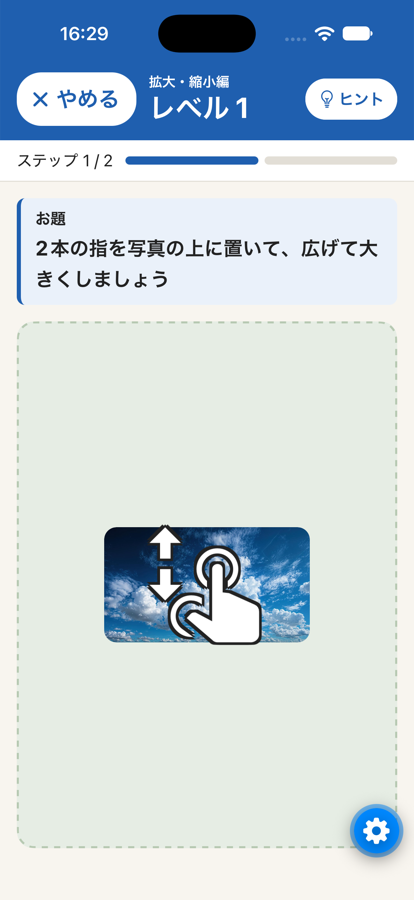 16:29
やめる
拡大・縮小編
レベル 1
ヒント
ステップ 1 / 2
お題
2本の指を写真の上に置いて、広げて大
きくしましょう